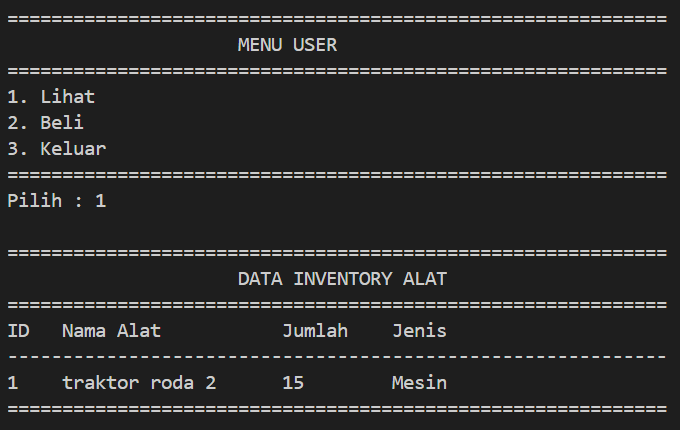 ============================================================
MENU USER
============================================================
1. Lihat
2. Beli
3. Keluar
============================================================
Pilih : 1
============================================================
DATA INVENTORY ALAT
============================================================
ID   Nama Alat           Jumlah    Jenis
------------------------------------------------------------
1    traktor roda 2      15        Mesin
============================================================